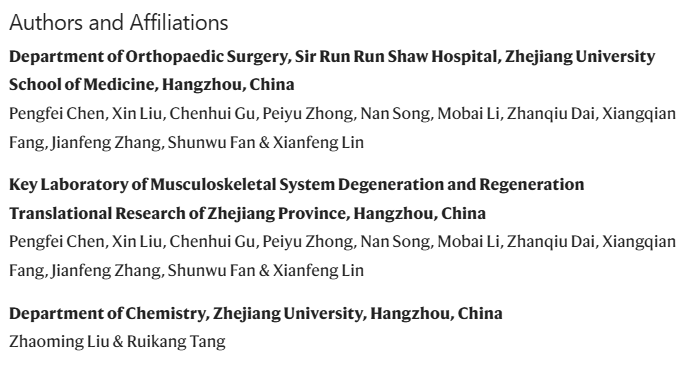 Authors and Affiliations
Department of Orthopaedic Surgery, Sir Run Run Shaw Hospital, Zhejiang University
School of Medicine, Hangzhou, China
Pengfei Chen, Xin Liu, Chenhui Gu, Peiyu Zhong, Nan Song, Mobai Li, Zhanqiu Dai, Xiangqian
Fang, Jianfeng Zhang, Shunwu Fan & Xianfeng Lin
Key Laboratory of Musculoskeletal System Degeneration and Regeneration
Translational Research of Zhejiang Province, Hangzhou, China
Pengfei Chen, Xin Liu, Chenhui Gu, Peiyu Zhong, Nan Song, Mobai Li, Zhanqiu Dai, Xiangqian
Fang, Jianfeng Zhang, Shunwu Fan & Xianfeng Lin
Department of Chemistry, Zhejiang University, Hangzhou, China
Zhaoming Liu & Ruikang Tang